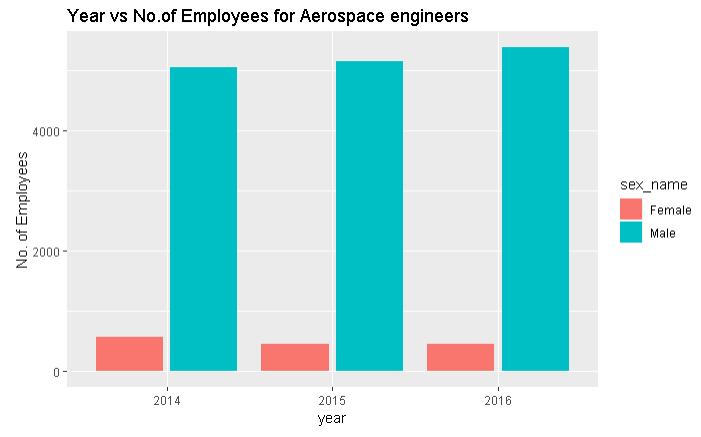 Year vs No.of Employees for Aerospace engineers
No. of Employees
4000
2000
0
2014
2015
2016
year
sex_name
Female
Male